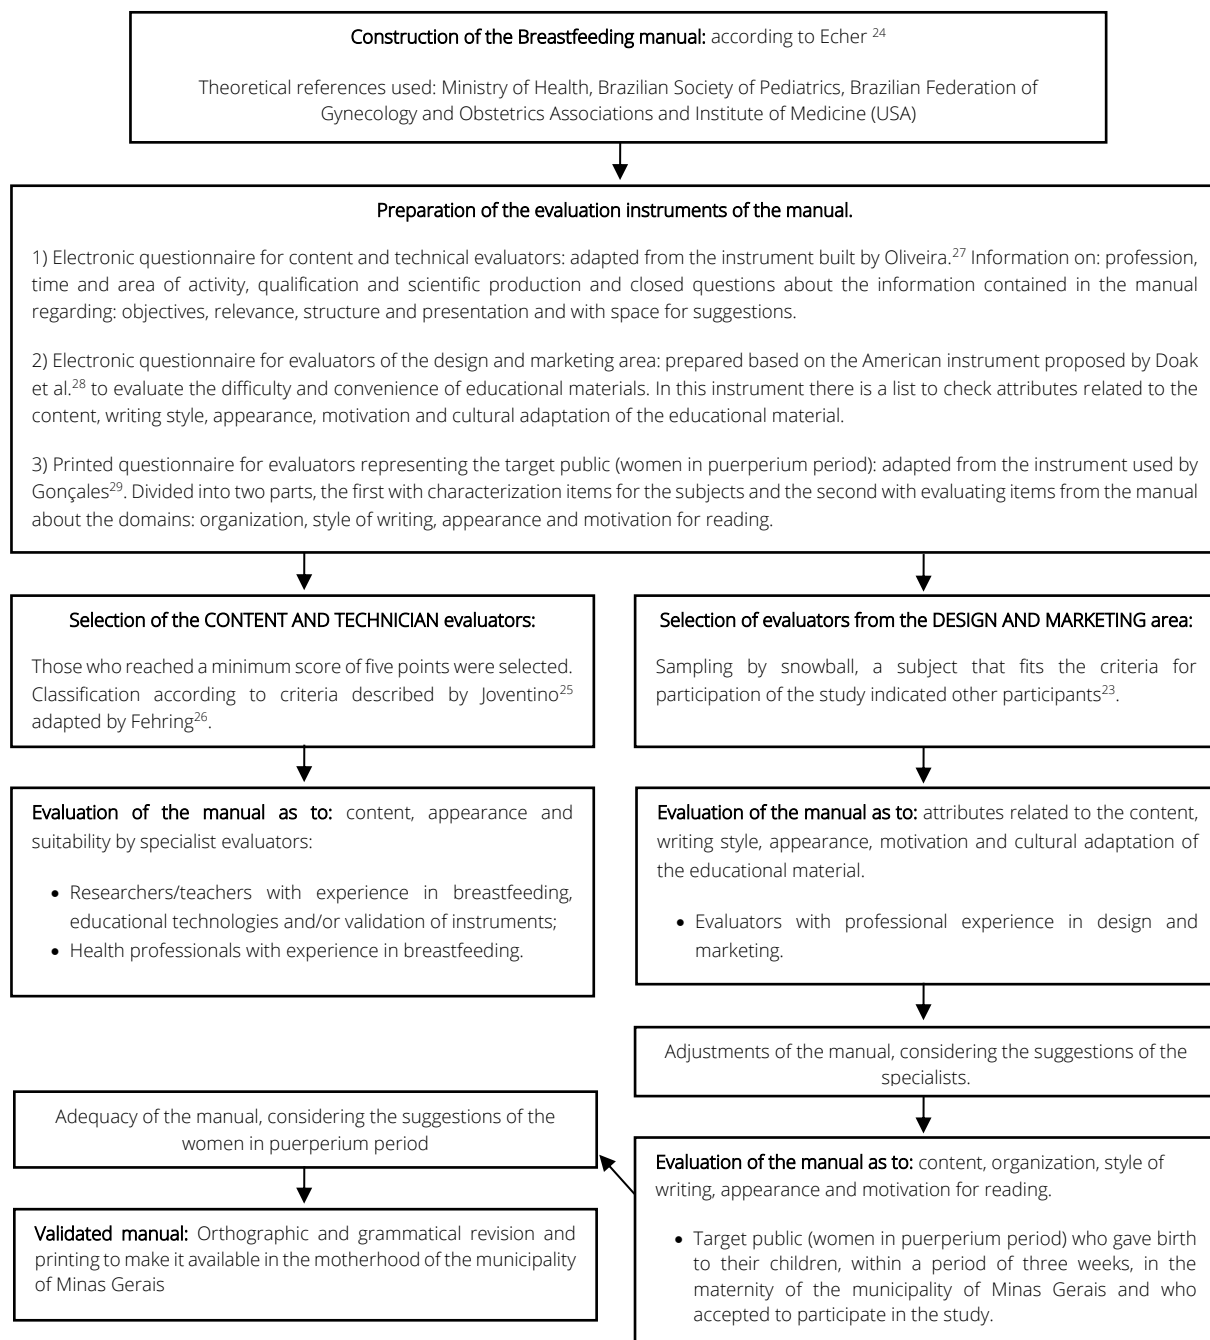 Construction of the Breastfeeding manual: according to Echer 24
Theoretical references used: Ministry of Health, Brazilian Society of Pediatrics, Brazilian Federation of
Gynecology and Obstetrics Associations and Institute of Medicine (USA)
Preparation of the evaluation instruments of the manual.
1) Electronic questionnaire for content and technical evaluators: adapted from the instrument built by Oliveira.27 Information on: profession,
time and area of activity, qualification and scientific production and closed questions about the information contained in the manual
regarding: objectives, relevance, structure and presentation and with space for suggestions.
2) Electronic questionnaire for evaluators of the design and marketing area: prepared based on the American instrument proposed by Doak
et al.28 to evaluate the difficulty and convenience of educational materials. In this instrument there is a list to check attributes related to the
content, writing style, appearance, motivation and cultural adaptation of the educational material.
3) Printed questionnaire for evaluators representing the target public (women in puerperium period): adapted from the instrument used by
Gonçales29. Divided into two parts, the first with characterization items for the subjects and the second with evaluating items from the manual
about the domains: organization, style of writing, appearance and motivation for reading.
Selection of the CONTENT AND TECHNICIAN evaluators:
Those who reached a minimum score of five points were selected.
Classification according to criteria described by Joventino25
adapted by Fehring26.
Selection of evaluators from the DESIGN AND MARKETING area:
Sampling by snowball, a subject that fits the criteria for
participation of the study indicated other participants23.
Evaluation of the manual as to: content, appearance and
suitability by specialist evaluators:
• Researchers/teachers with experience in breastfeeding,
educational technologies and/or validation of instruments;
• Health professionals with experience in breastfeeding.
Evaluation of the manual as to: attributes related to the content,
writing style, appearance, motivation and cultural adaptation of
the educational material.
• Evaluators with professional experience in design and
marketing.
Adjustments of the manual, considering the suggestions of the
specialists.
Evaluation of the manual as to: content, organization, style of
writing, appearance and motivation for reading.
• Target public (women in puerperium period) who gave birth
to their children, within a period of three weeks, in the
maternity of the municipality of Minas Gerais and who
accepted to participate in the study.
Adequacy of the manual, considering the suggestions of the
women in puerperium period
Validated manual: Orthographic and grammatical revision and
printing to make it available in the motherhood of the municipality
of Minas Gerais